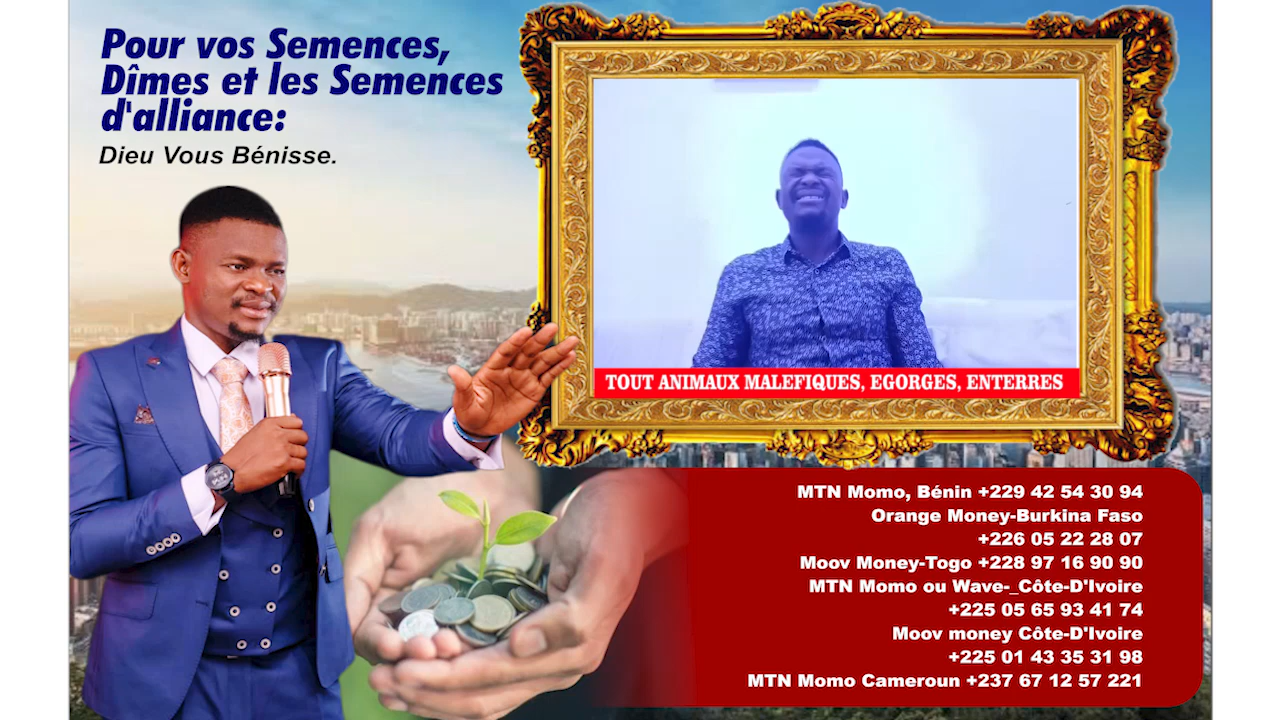 Pour vos Semences,
Dîmes et les Semences
d'alliance:
Dieu Vous Bénisse.
TOUT ANIMAUX MALEFIQUES, EGORGES, ENTERRES
MTN Momo, Bénin +229 42 54 30 94
Orange Money-Burkina Faso
+226 05 22 28 07
Moov Money-Togo +228 97 16 90 90
MTN Momo ou Wave-_Côte-D'Ivoire
+225 05 65 93 41 74
Moov money Côte-D'Ivoire
+225 01 43 35 31 98
MTN Momo Cameroun +237 67 12 57 221